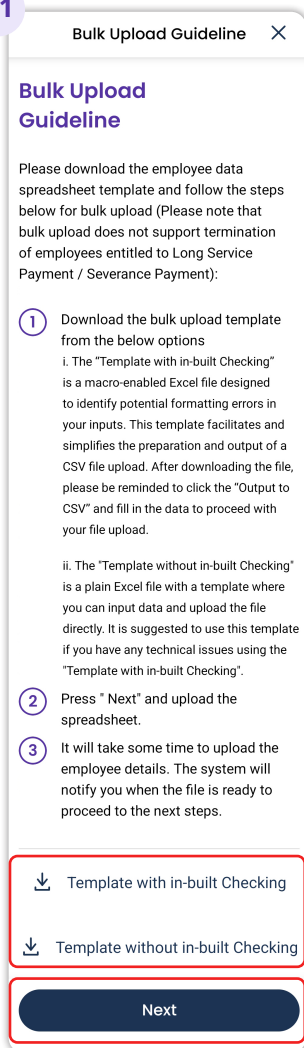 1
Bulk Upload Guideline
Bulk Upload
Guideline
Please download the employee data
spreadsheet template and follow the steps
below for bulk upload (Please note that
bulk upload does not support termination
of employees entitled to Long Service
Payment / Severance Payment):
1 Download the bulk upload template
from the below options
i. The “Template with in-built Checking”
is a macro-enabled Excel file designed
to identify potential formatting errors in
your inputs. This template facilitates and
simplifies the preparation and output of a
CSV file upload. After downloading the file,
please be reminded to click the “Output to
CSV” and fill in the data to proceed with
your file upload.
ii. The "Template without in-built Checking"
is a plain Excel file with a template where
you can input data and upload the file
directly. It is suggested to use this template
if you have any technical issues using the
"Template with in-built Checking".
2 Press " Next" and upload the
spreadsheet.
3 It will take some time to upload the
employee details. The system will
notify you when the file is ready to
proceed to the next steps.
Template with in-built Checking
Template without in-built Checking
Next